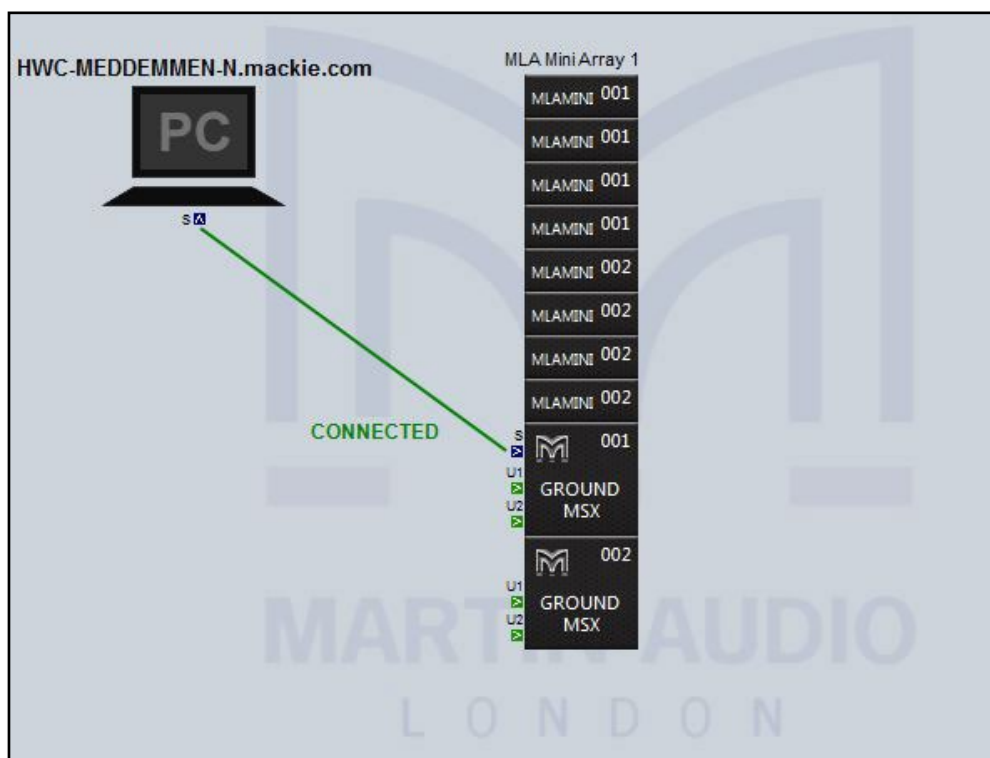 HWC-MEDDEMMEN-N.mackie.com
PC
S
MLA Mini Array 1
MLAMINI 001
MLAMINI 001
MLAMINI 001
MLAMINI 001
MLAMINI 002
MLAMINI 002
MLAMINI 002
MLAMINI 002
CONNECTED
S
001
U1
GROUND
U2
MSX
002
U1
GROUND
U2
MSX
MARTIN AUDIO
LONDON